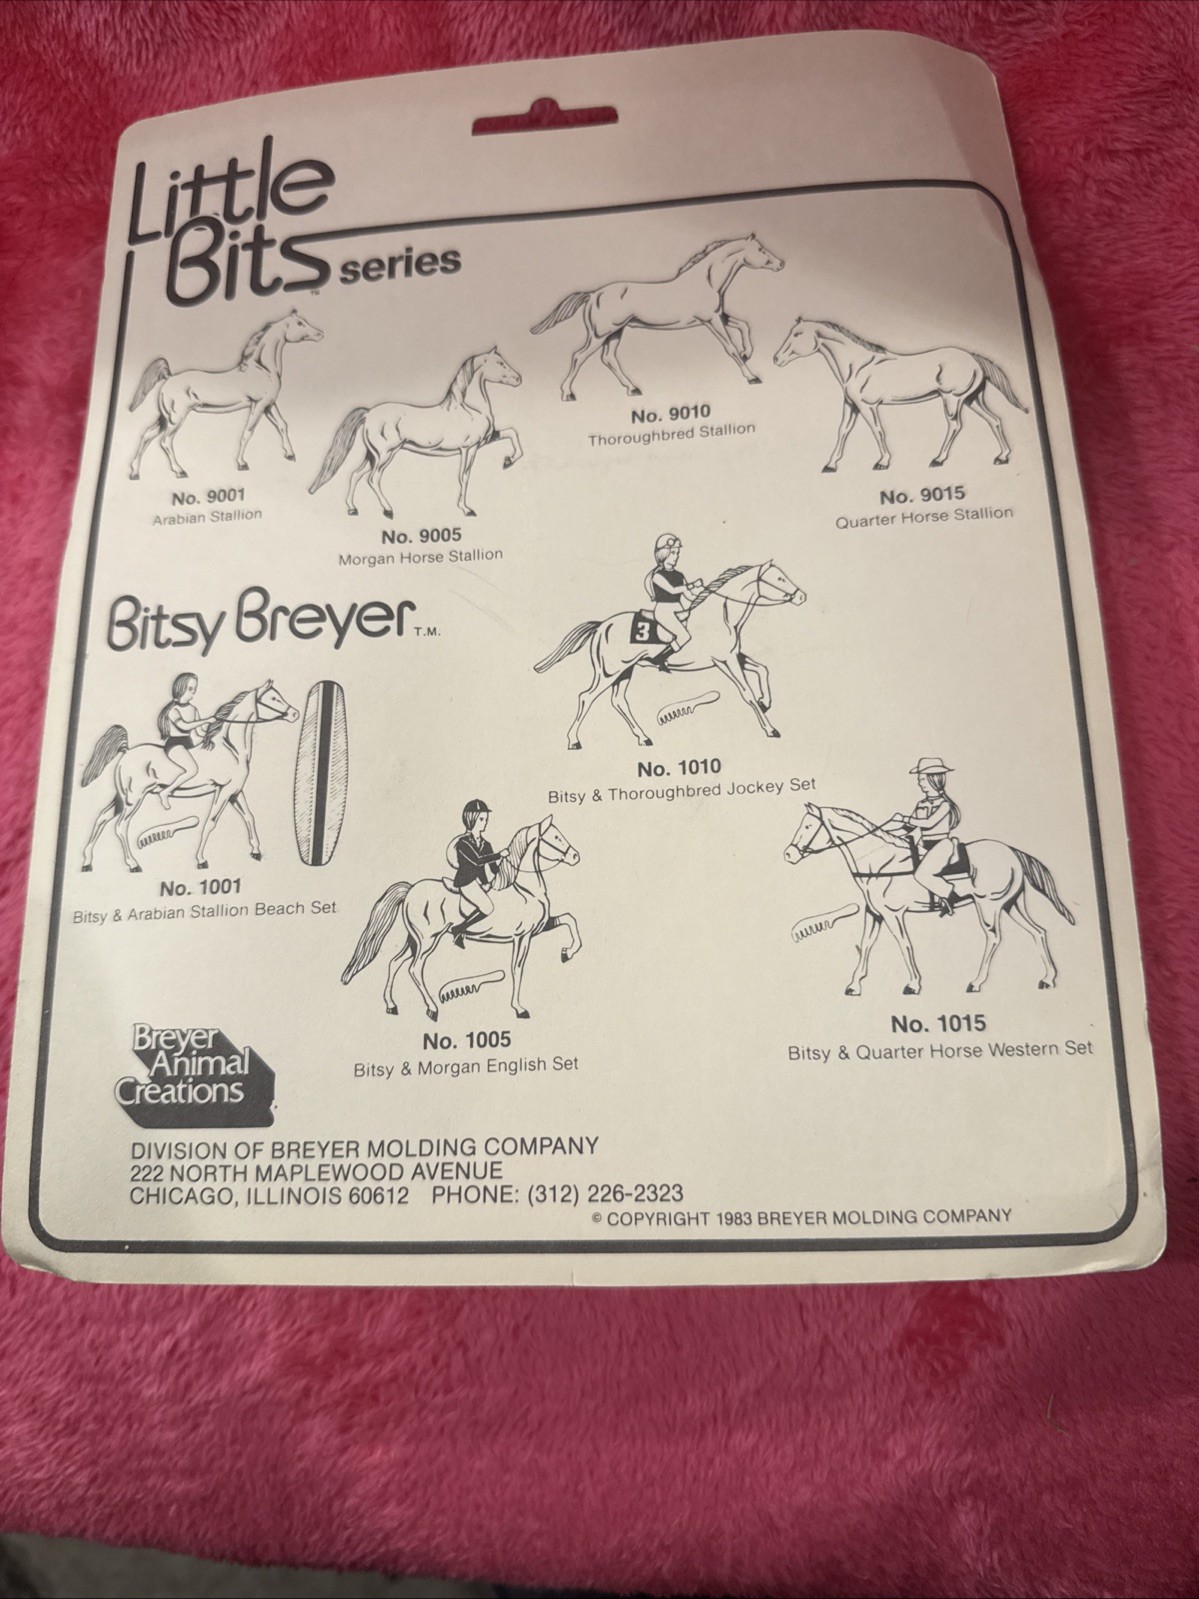 Little
Bits™ series
No. 9001
Arabian Stallion
No. 9005
Morgan Horse Stallion
No. 9010
Thoroughbred Stallion
No. 9015
Quarter Horse Stallion
Bitsy Breyer T.M.
3
No. 1010
Bitsy & Thoroughbred Jockey Set
No. 1001
Bitsy & Arabian Stallion Beach Set
No. 1005
Bitsy & Morgan English Set
No. 1015
Bitsy & Quarter Horse Western Set
Breyer
Animal
Creations
DIVISION OF BREYER MOLDING COMPANY
222 NORTH MAPLEWOOD AVENUE
CHICAGO, ILLINOIS 60612 PHONE: (312) 226-2323
© COPYRIGHT 1983 BREYER MOLDING COMPANY